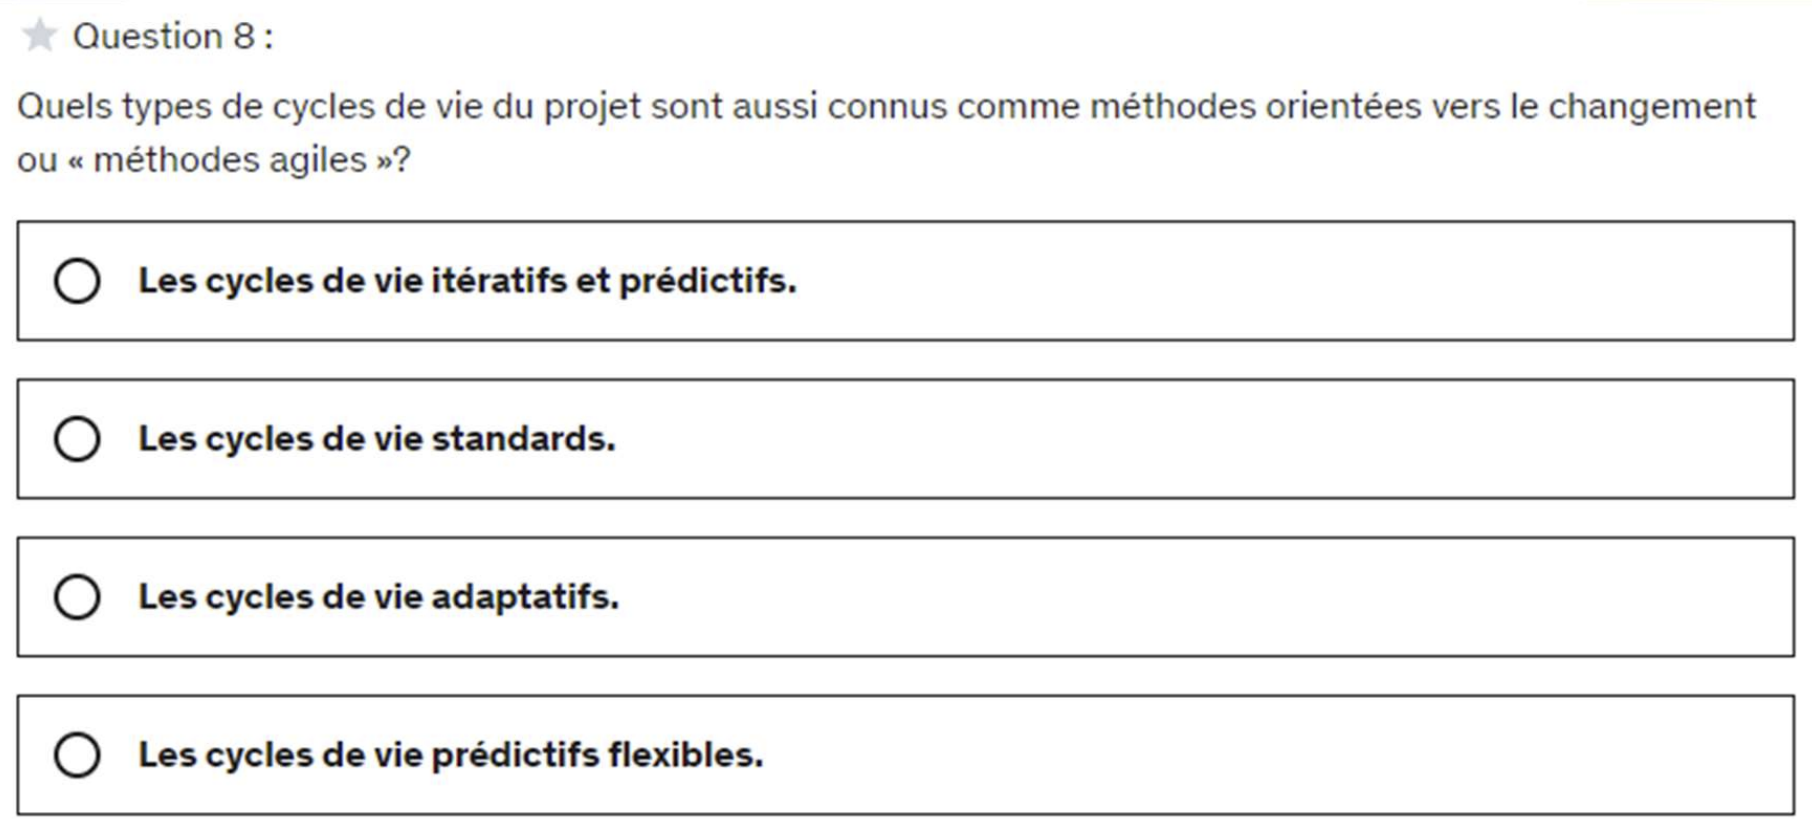 Question 8 :
Quels types de cycles de vie du projet sont aussi connus comme méthodes orientées vers le changement
ou « méthodes agiles »?
Les cycles de vie itératifs et prédictifs.
Les cycles de vie standards.
Les cycles de vie adaptatifs.
Les cycles de vie prédictifs flexibles.